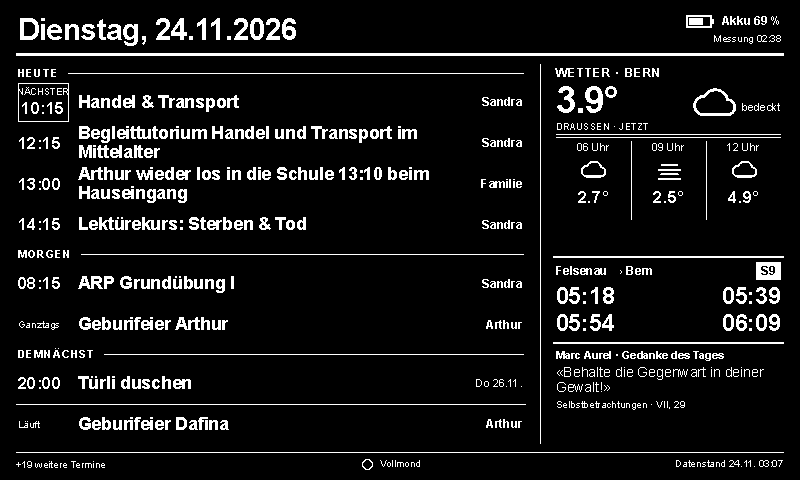 Dienstag, 24.11.2026
Akku 69 %
Messung 02:38
HEUTE
NÄCHSTER
10:15 Handel & Transport Sandra
12:15 Begleittutorium Handel und Transport im Mittelalter Sandra
13:00 Arthur wieder los in die Schule 13:10 beim Hauseingang Familie
14:15 Lektürekurs: Sterben & Tod Sandra
MORGEN
08:15 ARP Grundübung I Sandra
Ganztags Geburifeier Arthur Arthur
DEMNÄCHST
20:00 Türli duschen Do 26.11.
Läuft Geburifeier Dafina Arthur
WETTER · BERN
3.9° bedeckt
DRAUSSEN · JETZT
06 Uhr 09 Uhr 12 Uhr
2.7° 2.5° 4.9°
Felsenau › Bern S9
05:18 05:39
05:54 06:09
Marc Aurel · Gedanke des Tages
«Behalte die Gegenwart in deiner
Gewalt!»
Selbstbetrachtungen · VII, 29
+19 weitere Termine Vollmond Datenstand 24.11. 03:07